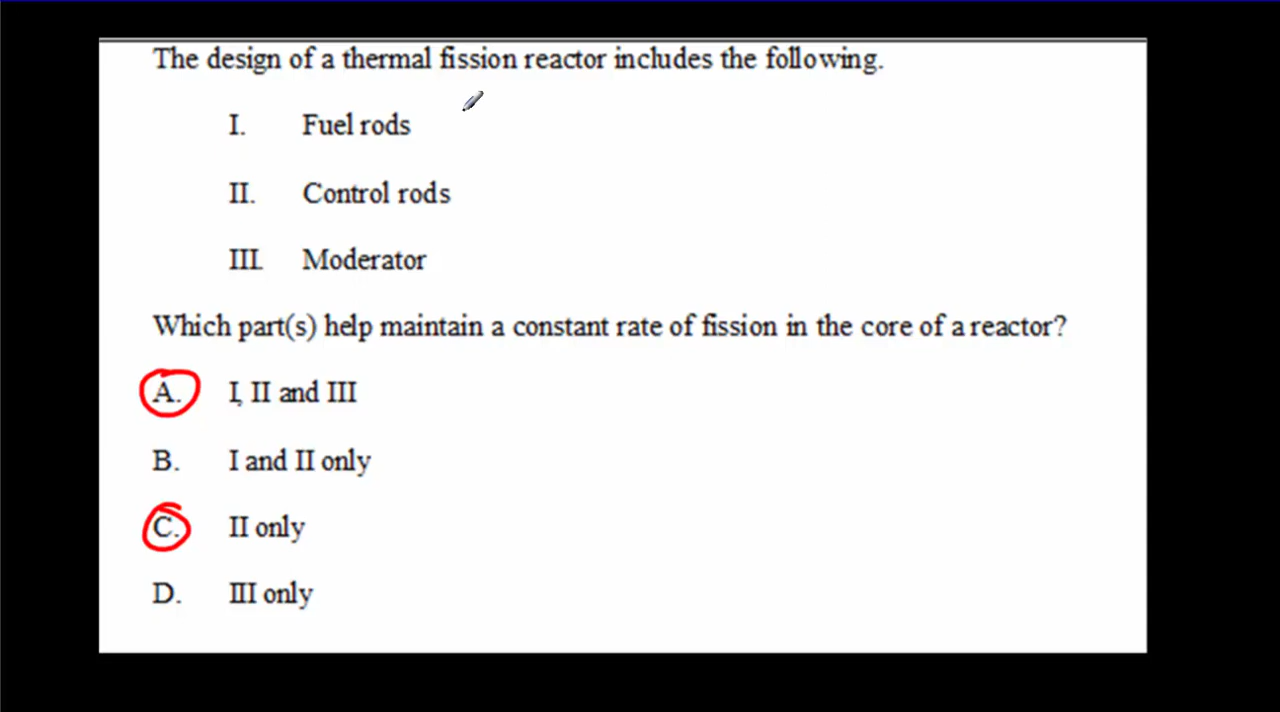 The design of a thermal fission reactor includes the following.
I. Fuel rods
II. Control rods
III. Moderator
Which part(s) help maintain a constant rate of fission in the core of a reactor?
A. I, II and III
B. I and II only
C. II only
D. III only